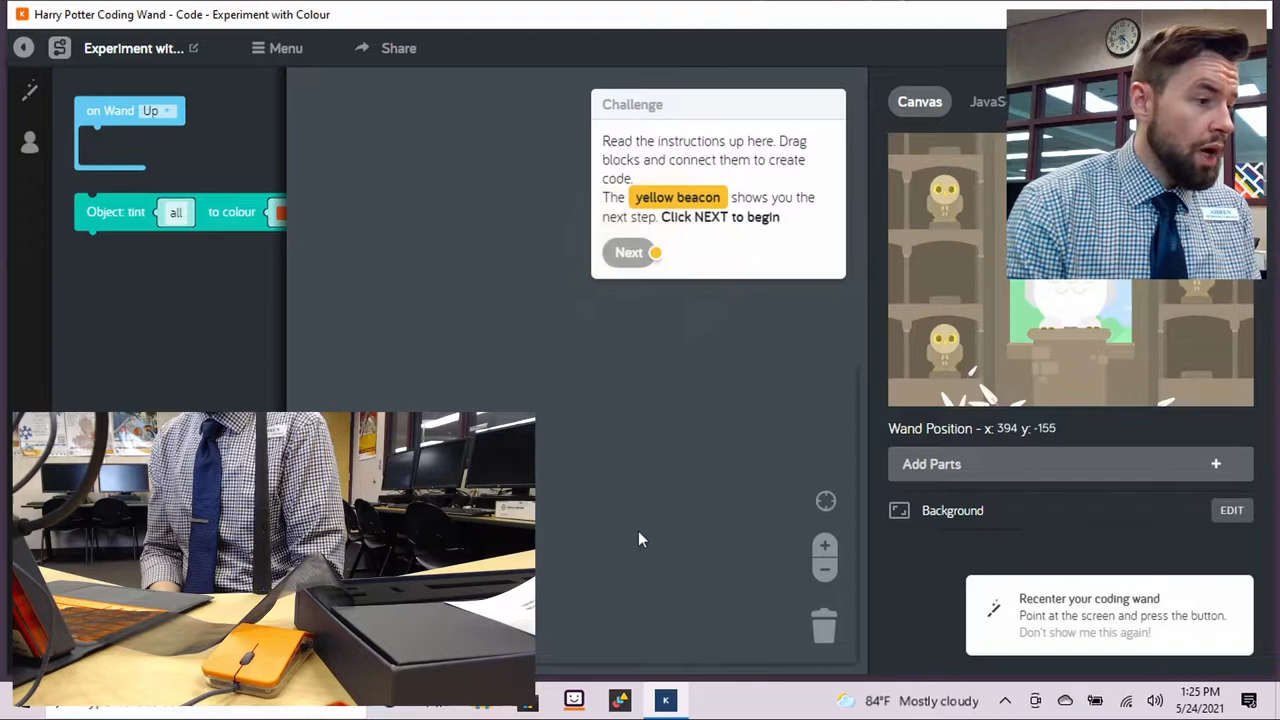 Harry Potter Coding Wand - Code - Experiment with Colour
Experiment wit...
Menu
Share
on Wand Up
Object: tint all to colour
Challenge
Read the instructions up here. Drag
blocks and connect them to create
code.
The yellow beacon shows you the
next step. Click NEXT to begin
Next
Canvas
JavaS
Wand Position - x: 394 y: -155
Add Parts
Background
EDIT
Recenter your coding wand
Point at the screen and press the button.
Don't show me this again!
84°F Mostly cloudy
1:25 PM
5/24/2021